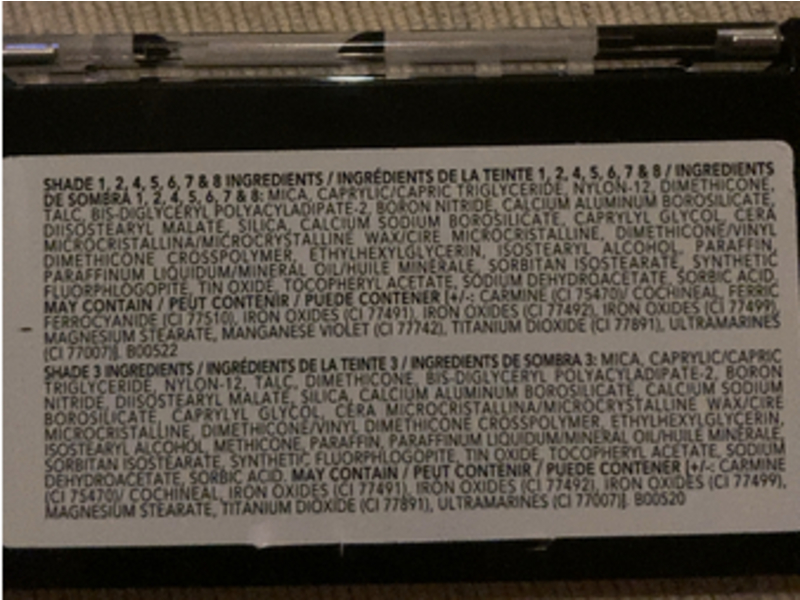 SHADE 1, 2, 4, 5, 6, 7 & 8 INGREDIENTS / INGRÉDIENTS DE LA TEINTE 1, 2, 4, 5, 6, 7 & 8 / INGREDIENTS
DE SOMBRA 1, 2, 4, 5, 6, 7 & 8: MICA, CAPRYLIC/CAPRIC TRIGLYCERIDE, NYLON-12, DIMETHICONE,
TALC, BIS-DIGLYCERYL POLYACYLADIPATE-2, BORON NITRIDE, CALCIUM ALUMINUM BOROSILICATE,
DIISOSTEARYL MALATE, SILICA, CALCIUM SODIUM BOROSILICATE, CAPRYLYL GLYCOL, CERA
MICROCRISTALLINA/MICROCRYSTALLINE WAX/CIRE MICROCRISTALLINE, DIMETHICONE/VINYL
DIMETHICONE CROSSPOLYMER, ETHYLHEXYLGLYCERIN, ISOSTEARYL ALCOHOL, PARAFFIN,
PARAFFINUM LIQUIDUM/MINERAL OIL/HUILE MINERALE, SORBITAN ISOSTEARATE, SYNTHETIC
FLUORPHLOGOPITE, TIN OXIDE, TOCOPHERYL ACETATE, SODIUM DEHYDROACETATE, SORBIC ACID.
MAY CONTAIN / PEUT CONTENIR / PUEDE CONTENER [+/-: CARMINE (CI 75470)/ COCHINEAL, FERRIC
FERROCYANIDE (CI 77510), IRON OXIDES (CI 77491), IRON OXIDES (CI 77492), IRON OXIDES (CI 77499),
MAGNESIUM STEARATE, MANGANESE VIOLET (CI 77742), TITANIUM DIOXIDE (CI 77891), ULTRAMARINES
(CI 77007)]. B00522
SHADE 3 INGREDIENTS / INGRÉDIENTS DE LA TEINTE 3 / INGREDIENTS DE SOMBRA 3: MICA, CAPRYLIC/CAPRIC
TRIGLYCERIDE, NYLON-12, TALC, DIMETHICONE, BIS-DIGLYCERYL POLYACYLADIPATE-2, BORON
NITRIDE, DIISOSTEARYL MALATE, SILICA, CALCIUM ALUMINUM BOROSILICATE, CALCIUM SODIUM
BOROSILICATE, CAPRYLYL GLYCOL, CERA MICROCRISTALLINA/MICROCRYSTALLINE WAX/CIRE
MICROCRISTALLINE, DIMETHICONE/VINYL DIMETHICONE CROSSPOLYMER, ETHYLHEXYLGLYCERIN,
ISOSTEARYL ALCOHOL, METHICONE, PARAFFIN, PARAFFINUM LIQUIDUM/MINERAL OIL/HUILE MINERALE,
SORBITAN ISOSTEARATE, SYNTHETIC FLUORPHLOGOPITE, TIN OXIDE, TOCOPHERYL ACETATE, SODIUM
DEHYDROACETATE, SORBIC ACID. MAY CONTAIN / PEUT CONTENIR / PUEDE CONTENER [+/-: CARMINE
(CI 75470)/ COCHINEAL, IRON OXIDES (CI 77491), IRON OXIDES (CI 77492), IRON OXIDES (CI 77499),
MAGNESIUM STEARATE, TITANIUM DIOXIDE (CI 77891), ULTRAMARINES (CI 77007)]. B00520